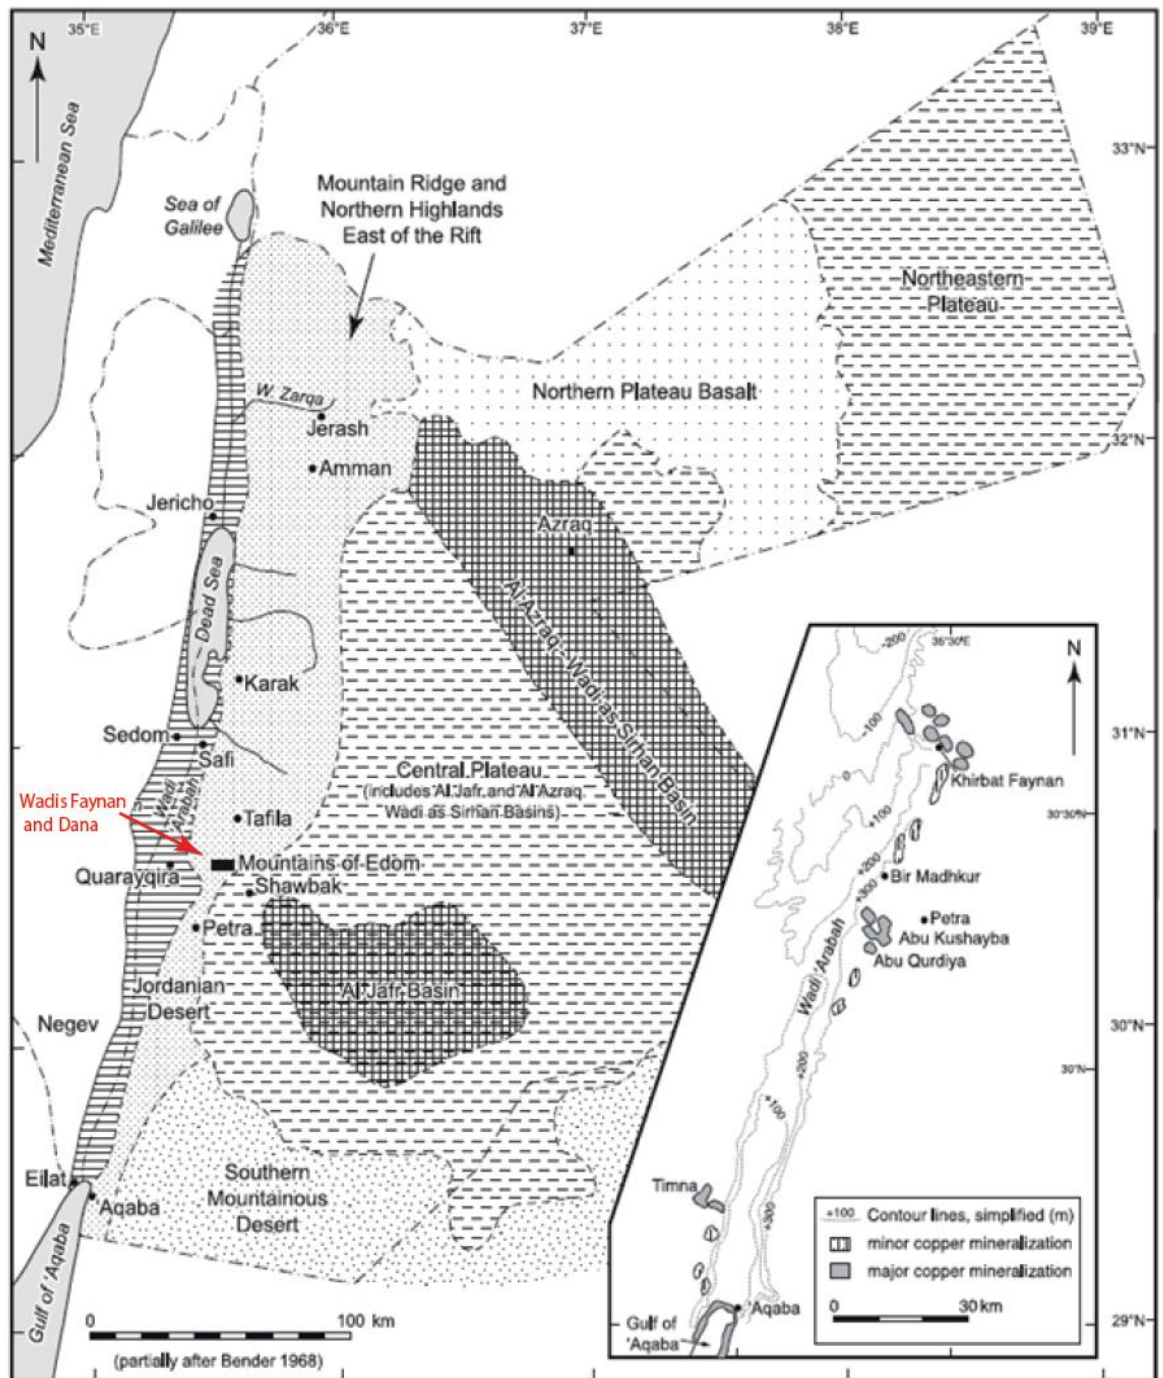 35°E
36°E
37°E
38°E
39°E
N
Mediterranean Sea
33°N
Sea of
Galilee
Mountain Ridge and
Northern Highlands
East of the Rift
Northeastern
Plateau
Northern Plateau Basalt
W. Zarqa
Jerash
32°N
Amman
Jericho
Azraq
Dead Sea
Al Azraq - Wadi as Sirhan Basin
Karak
Sedom
Safi
31°N
Central Plateau
(includes Al Jafr and Al Azraq
Wadi as Sirhan Basins)
Wadi
Arabah
Wadis Faynan
and Dana
Tafila
Mountains of Edom
Quarayqira
Shawbak
Petra
Al Jafr Basin
Jordanian
Desert
Negev
30°N
Southern
Mountainous
Desert
Eilat
Aqaba
Gulf of 'Aqaba
29°N
0 100 km
(partially after Bender 1968)
35°30'E
N
-200
-100
0
Khirbat Faynan
30°30'N
+100
+200
+300
Bir Madhkur
Petra
Abu Kushayba
Abu Qurdiya
Wadi 'Arabah
+200
30°N
+100
Timna
+300
'Aqaba
Gulf of
'Aqaba
+100 Contour lines, simplified (m)
minor copper mineralization
major copper mineralization
0 30 km